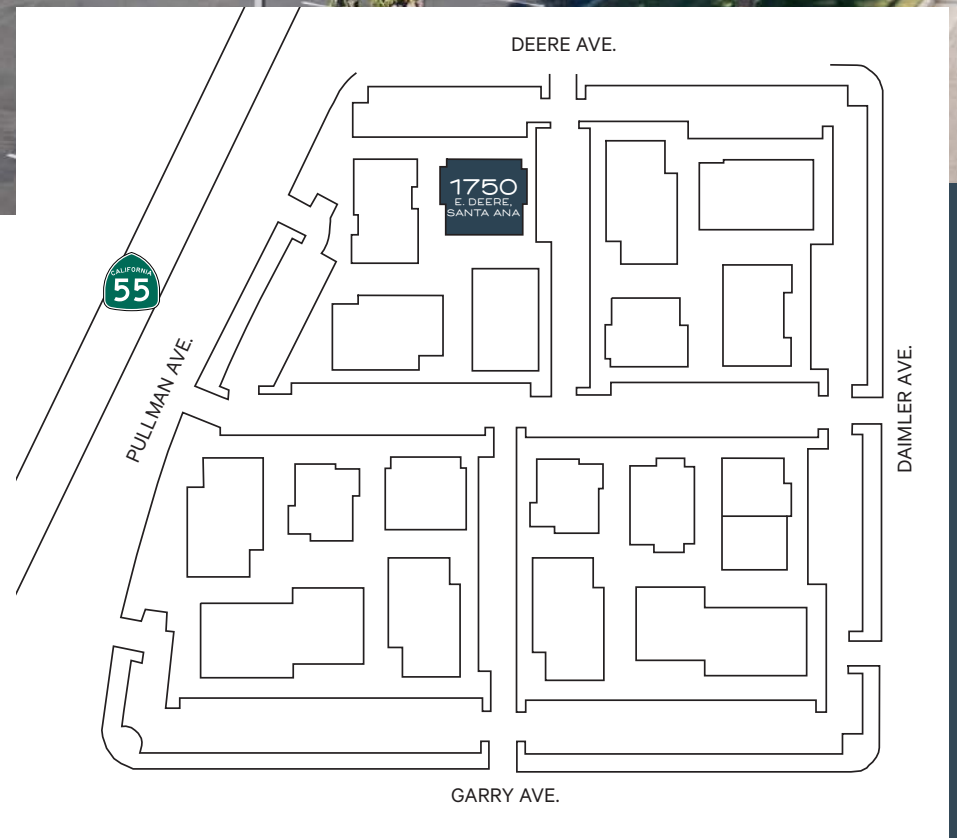 DEERE AVE.
1750
E. DEERE,
SANTA ANA
CALIFORNIA
55
PULLMAN AVE.
DAIMLER AVE.
GARRY AVE.